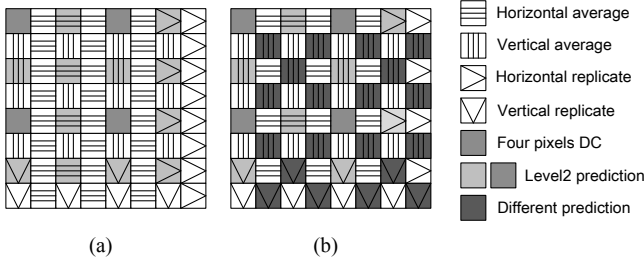 Horizontal average
Vertical average
Horizontal replicate
Vertical replicate
Four pixels DC
Level2 prediction
Different prediction
(a)
(b)